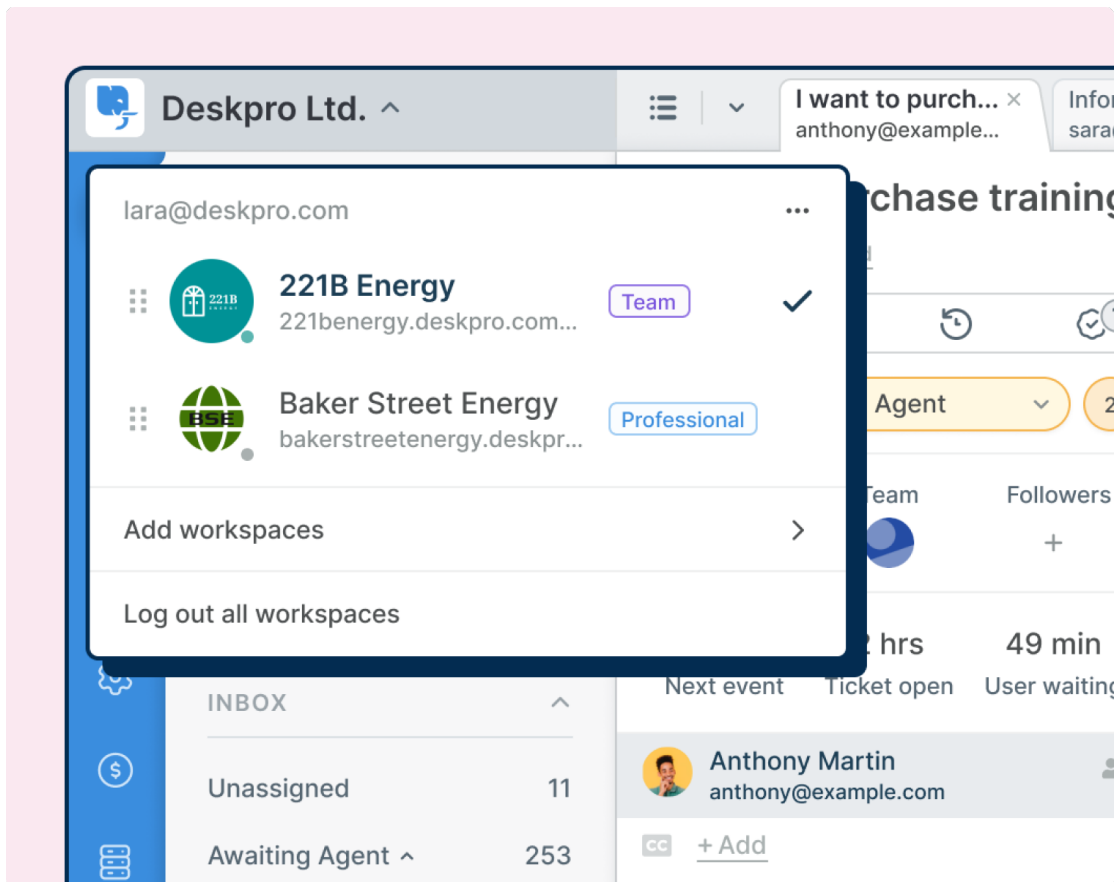 Deskpro Ltd.
I want to purch...
anthony@example...
Infor
sara
lara@deskpro.com
rchase training
221B Energy
221B
ENERGY
221benergy.deskpro.com...
Team
Baker Street Energy
BSE
bakerstreetenergy.deskpr...
Professional
Agent
2
Team
Followers
Add workspaces
Log out all workspaces
2 hrs
49 min
Next event
Ticket open
User waiting
INBOX
Anthony Martin
anthony@example.com
Unassigned
11
CC
+ Add
Awaiting Agent
253